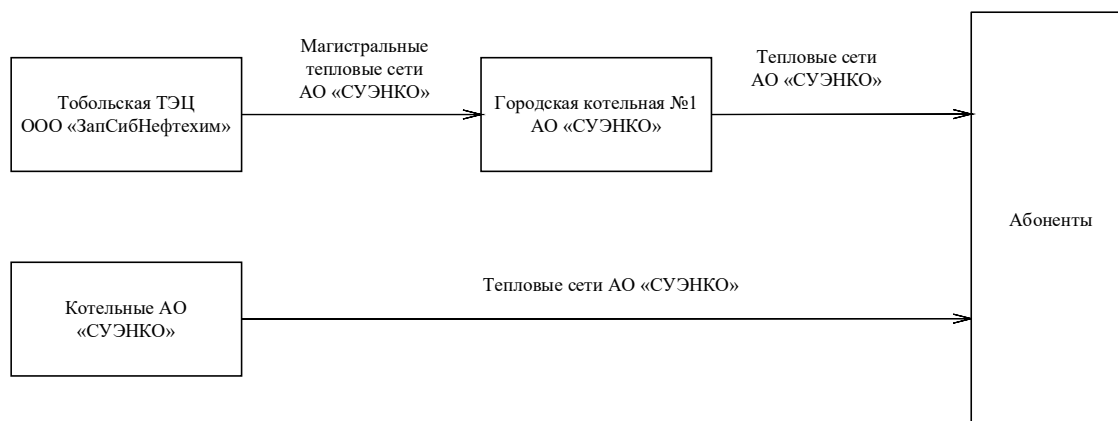 Магистральные
тепловые сети
АО «СУЭНКО»
Тепловые сети
АО «СУЭНКО»
Тобольская ТЭЦ
ООО «ЗапСибНефтехим»
Городская котельная №1
АО «СУЭНКО»
Абоненты
Тепловые сети АО «СУЭНКО»
Котельные АО
«СУЭНКО»